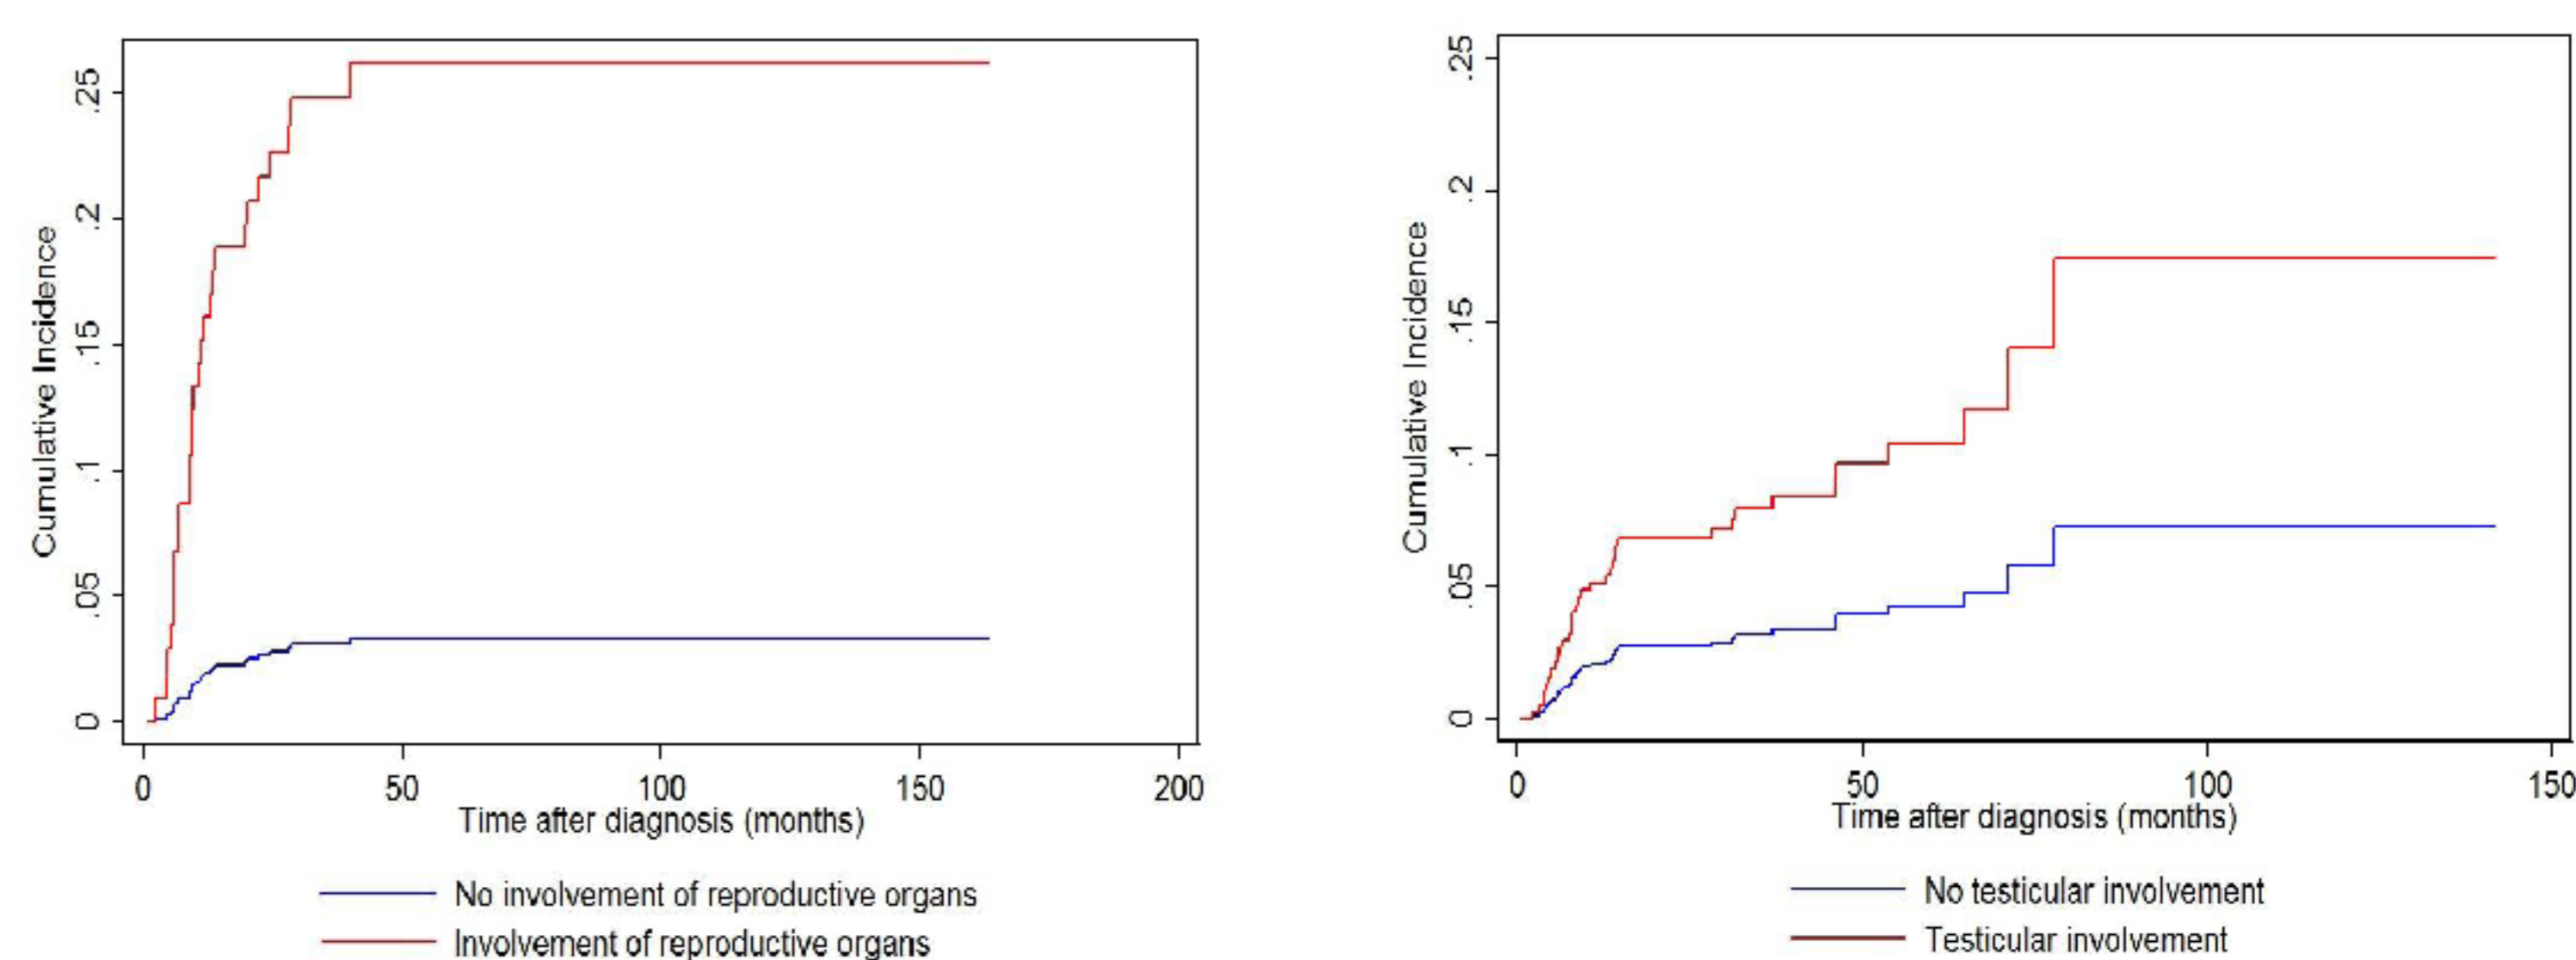 Cumulative Incidence
.25
.2
.15
.1
.05
0
0 50 100 150 200
Time after diagnosis (months)
No involvement of reproductive organs
Involvement of reproductive organs
Cumulative Incidence
.25
.2
.15
.1
.05
0
0 50 100 150
Time after diagnosis (months)
No testicular involvement
Testicular involvement